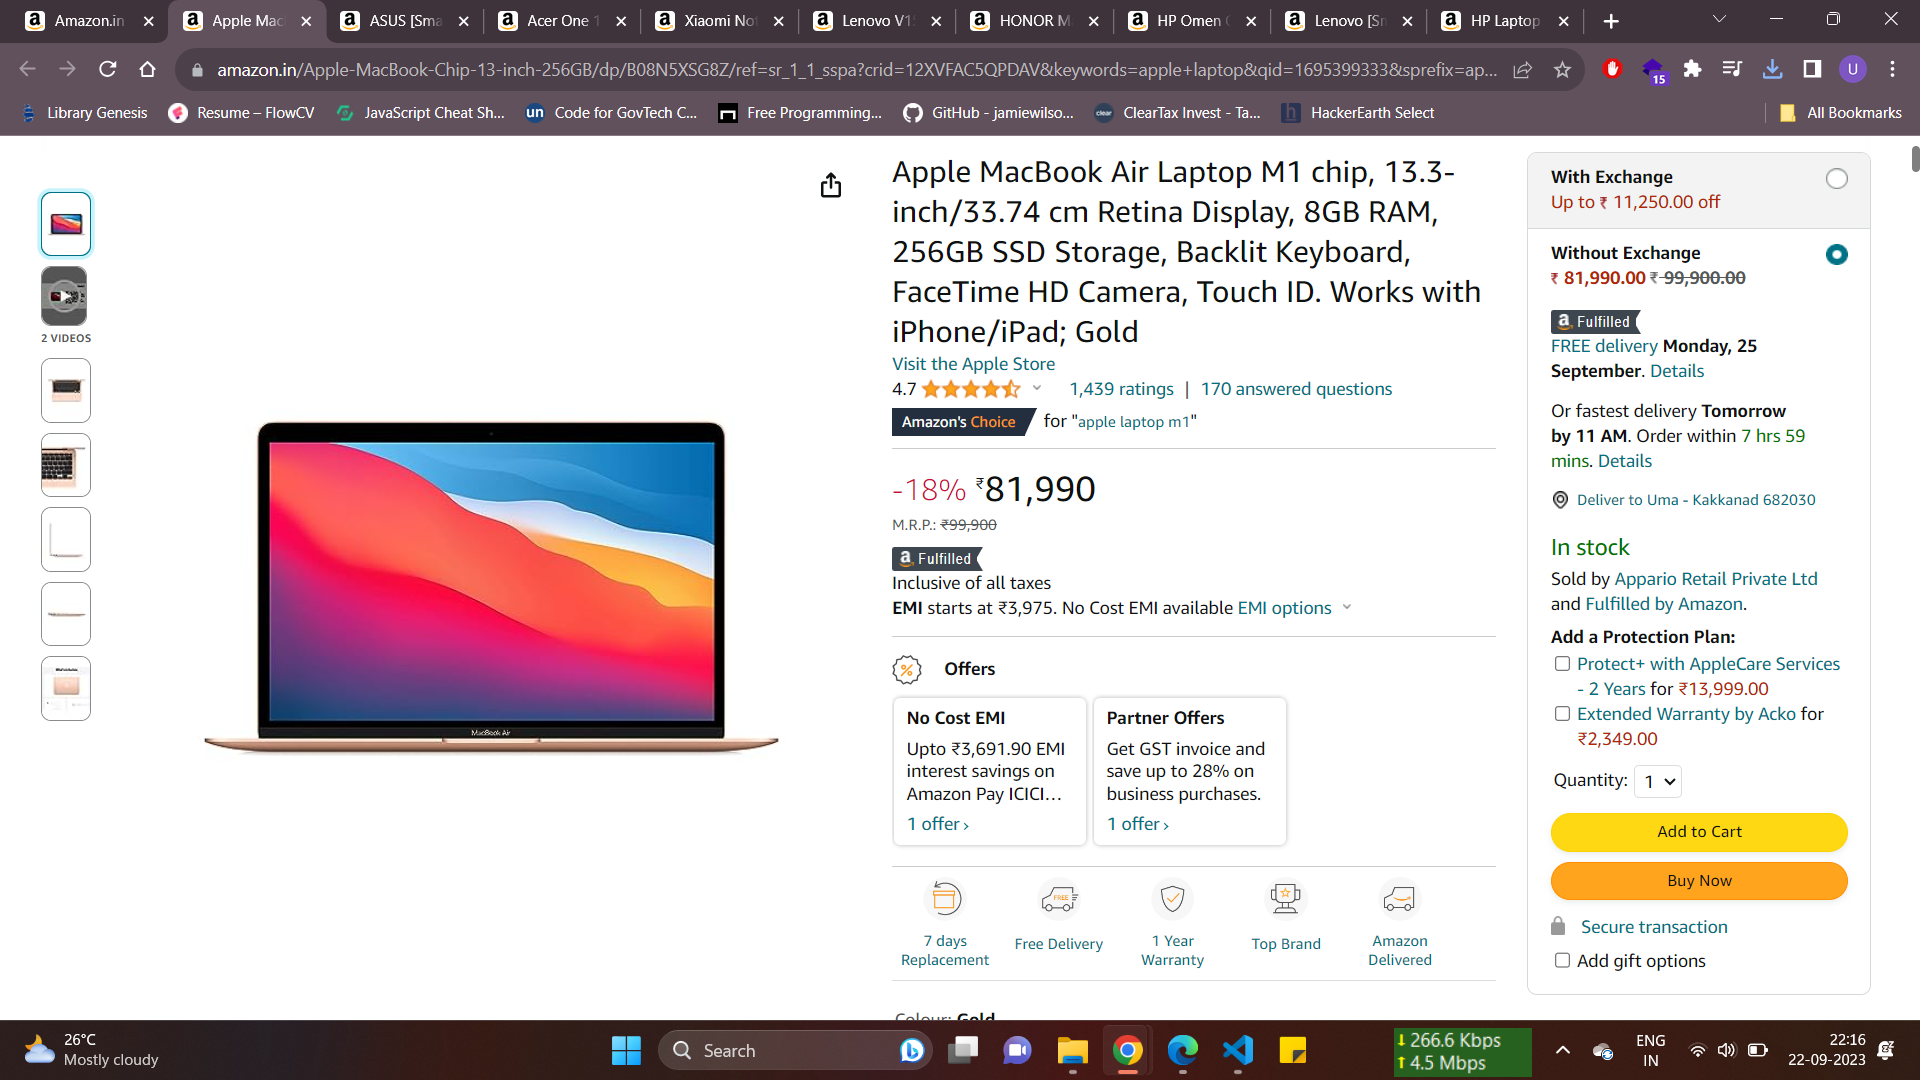 Amazon.in
Apple Mac
ASUS [Sma
Acer One 1
Xiaomi No
Lenovo V1
HONOR M
HP Omen
Lenovo [Sn
HP Laptop
amazon.in/Apple-MacBook-Chip-13-inch-256GB/dp/B08N5XSG8Z/ref=sr_1_1_sspa?crid=12XVFAC5QPDAV&keywords=apple+laptop&qid=1695399333&sprefix=ap...
15
U
Library Genesis
Resume – FlowCV
JavaScript Cheat Sh...
un
Code for GovTech C...
Free Programming...
GitHub - jamiewilso...
clear
ClearTax Invest - Ta...
h
HackerEarth Select
All Bookmarks
2 VIDEOS
MacBook Air
Apple MacBook Air Laptop M1 chip, 13.3-
inch/33.74 cm Retina Display, 8GB RAM,
256GB SSD Storage, Backlit Keyboard,
FaceTime HD Camera, Touch ID. Works with
iPhone/iPad; Gold
Visit the Apple Store
4.7
1,439 ratings | 170 answered questions
Amazon's Choice for "apple laptop m1"
-18% ₹81,990
M.R.P.: ₹99,900
a Fulfilled
Inclusive of all taxes
EMI starts at ₹3,975. No Cost EMI available EMI options
Offers
No Cost EMI
Upto ₹3,691.90 EMI
interest savings on
Amazon Pay ICICI…
1 offer ›
Partner Offers
Get GST invoice and
save up to 28% on
business purchases.
1 offer ›
7 days
Replacement
FREE
Free Delivery
1 Year
Warranty
Top Brand
Amazon
Delivered
Colour: Gold
With Exchange
Up to ₹ 11,250.00 off
Without Exchange
₹ 81,990.00 ₹ 99,900.00
a Fulfilled
FREE delivery Monday, 25
September. Details
Or fastest delivery Tomorrow
by 11 AM. Order within 7 hrs 59
mins. Details
Deliver to Uma - Kakkanad 682030
In stock
Sold by Appario Retail Private Ltd
and Fulfilled by Amazon.
Add a Protection Plan:
Protect+ with AppleCare Services
- 2 Years for ₹13,999.00
Extended Warranty by Acko for
₹2,349.00
Quantity: 1
Add to Cart
Buy Now
Secure transaction
Add gift options
26°C
Mostly cloudy
Search
266.6 Kbps
4.5 Mbps
ENG
IN
22:16
22-09-2023